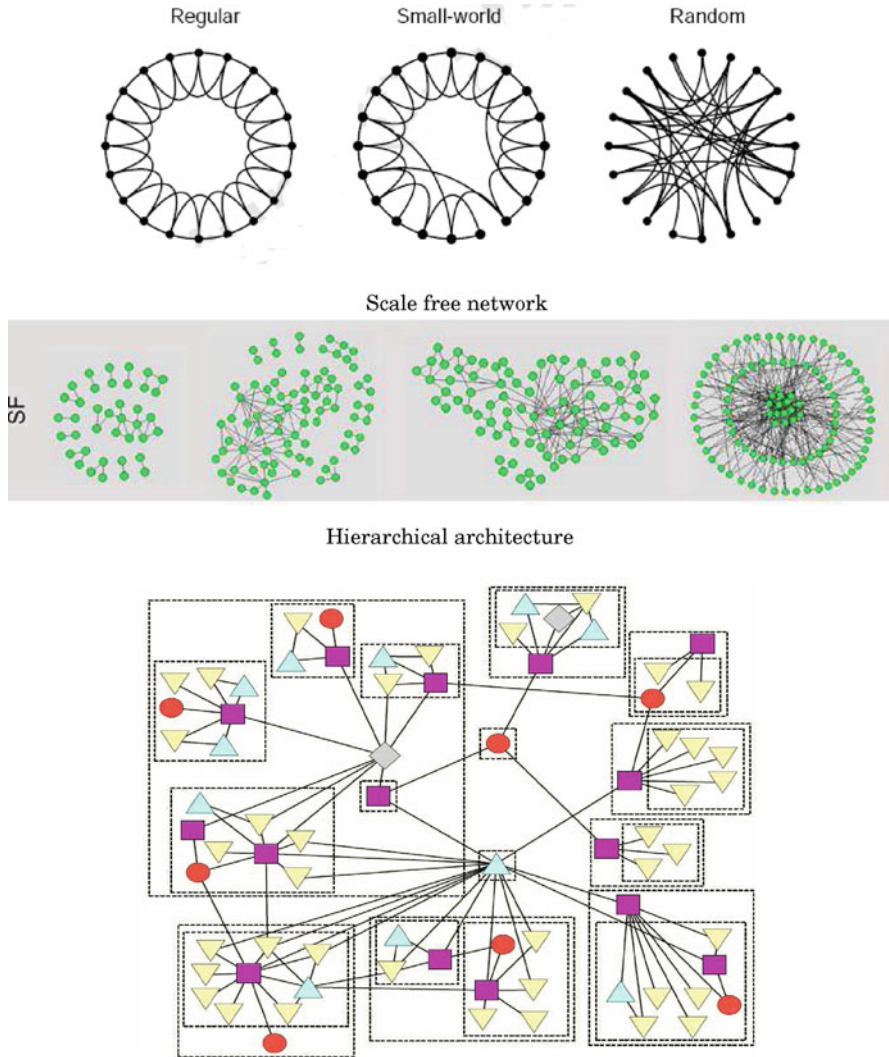 Regular
Small-world
Random
Scale free network
SF
Hierarchical architecture